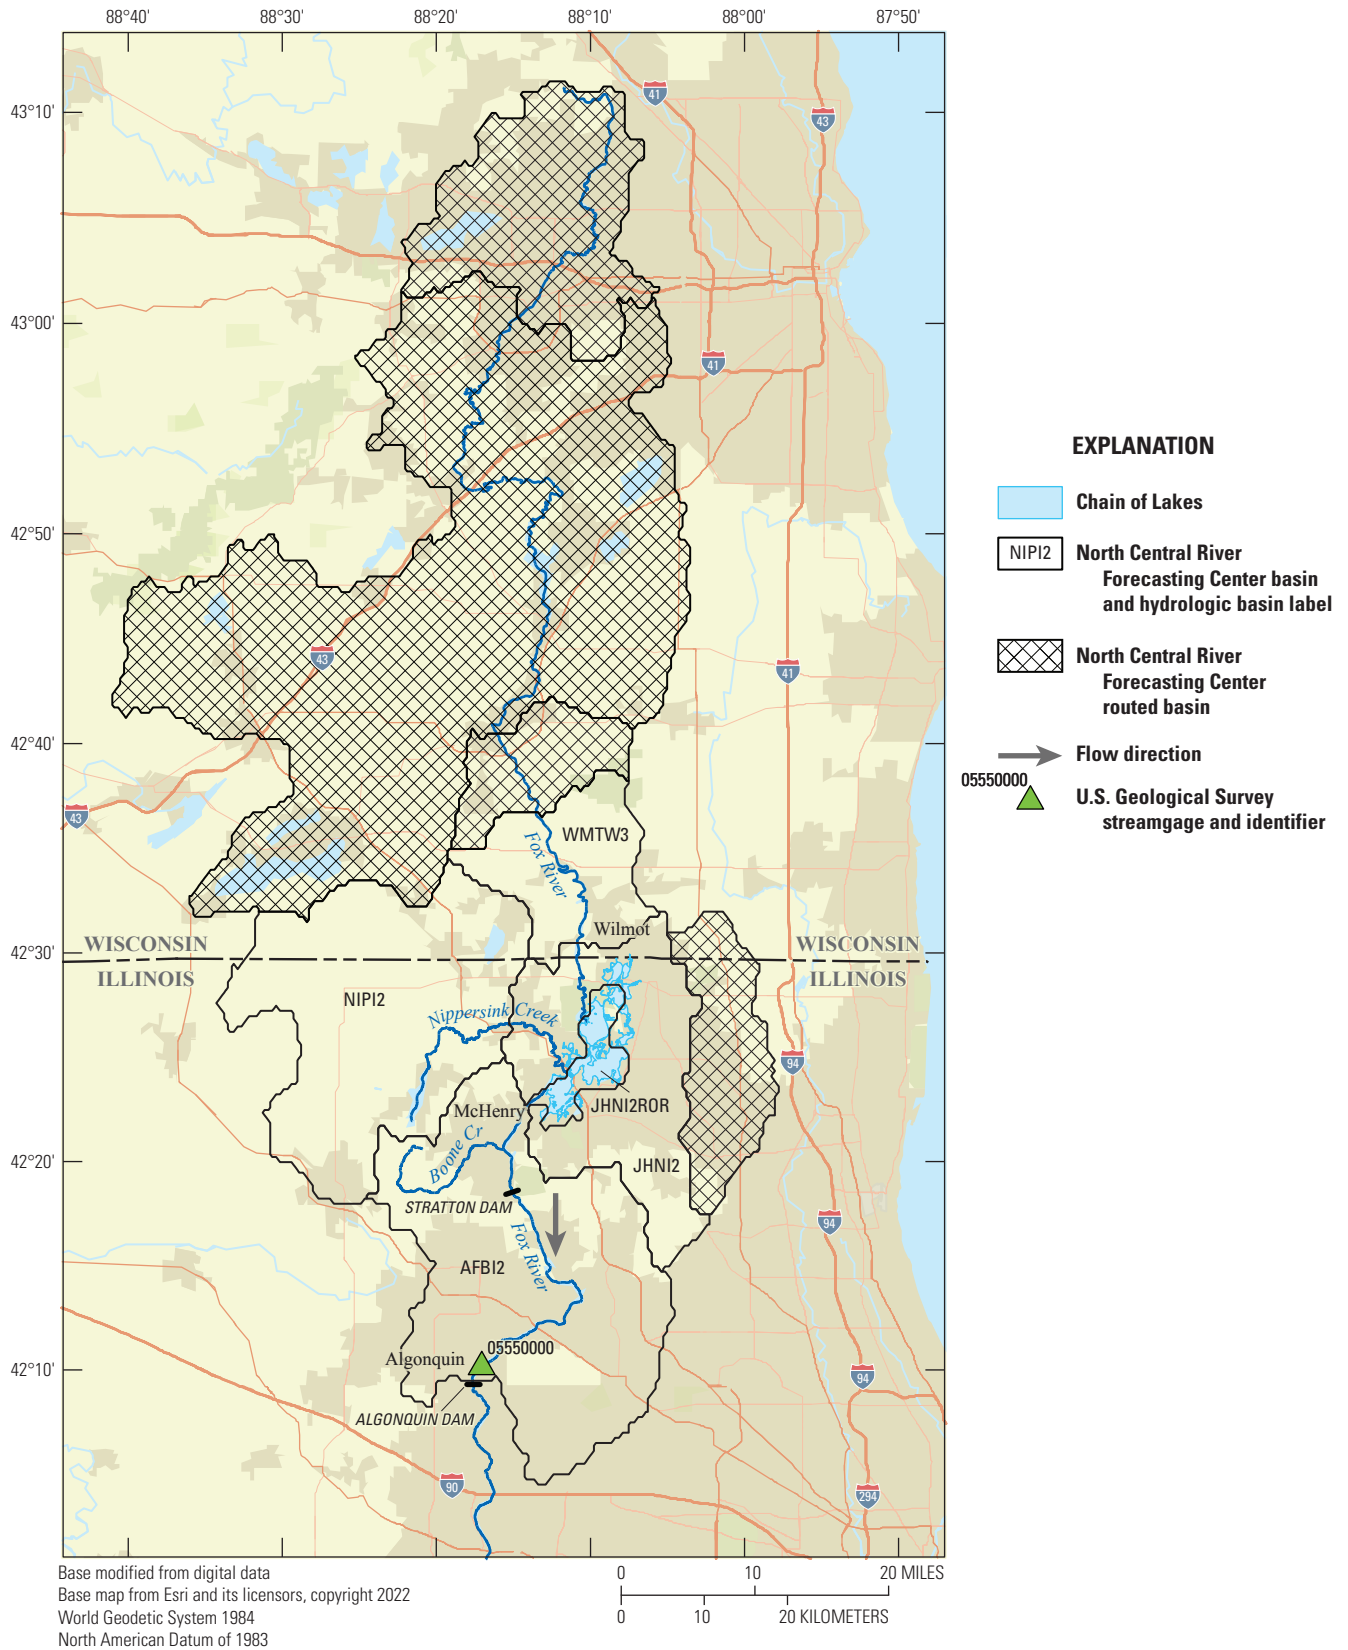 88°40'
88°30'
88°20'
88°10'
88°00'
87°50'
43°10'
43°00'
42°50'
42°40'
42°30'
42°20'
42°10'
41
43
41
43
41
43
WMTW3
Fox River
Wilmot
WISCONSIN
WISCONSIN
ILLINOIS
ILLINOIS
NIPI2
Nippersink Creek
94
McHenry
JHNI2ROR
Boone Cr
JHNI2
STRATTON DAM
94
Fox River
AFBI2
05550000
Algonquin
94
ALGONQUIN DAM
90
294
EXPLANATION
Chain of Lakes
NIPI2
North Central River
Forecasting Center basin
and hydrologic basin label
North Central River
Forecasting Center
routed basin
Flow direction
05550000
U.S. Geological Survey
streamgage and identifier
Base modified from digital data
Base map from Esri and its licensors, copyright 2022
World Geodetic System 1984
North American Datum of 1983
0 10 20 MILES
0 10 20 KILOMETERS